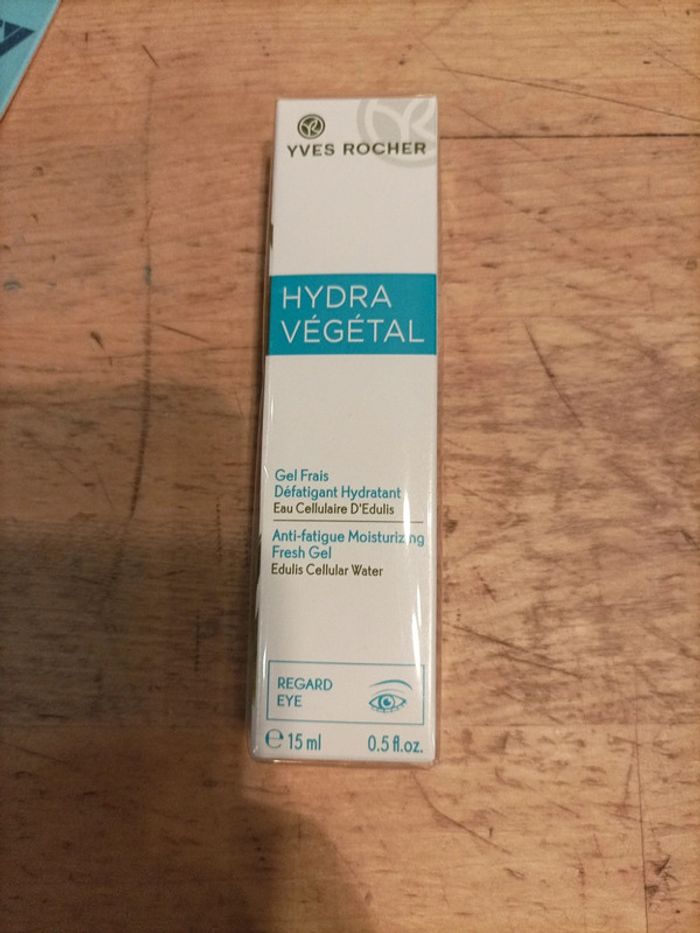 YVES ROCHER
HYDRA
VÉGÉTAL
Gel Frais
Défatigant Hydratant
Eau Cellulaire D'Edulis
Anti-fatigue Moisturizing
Fresh Gel
Edulis Cellular Water
REGARD
EYE
℮ 15 ml 0.5 fl.oz.